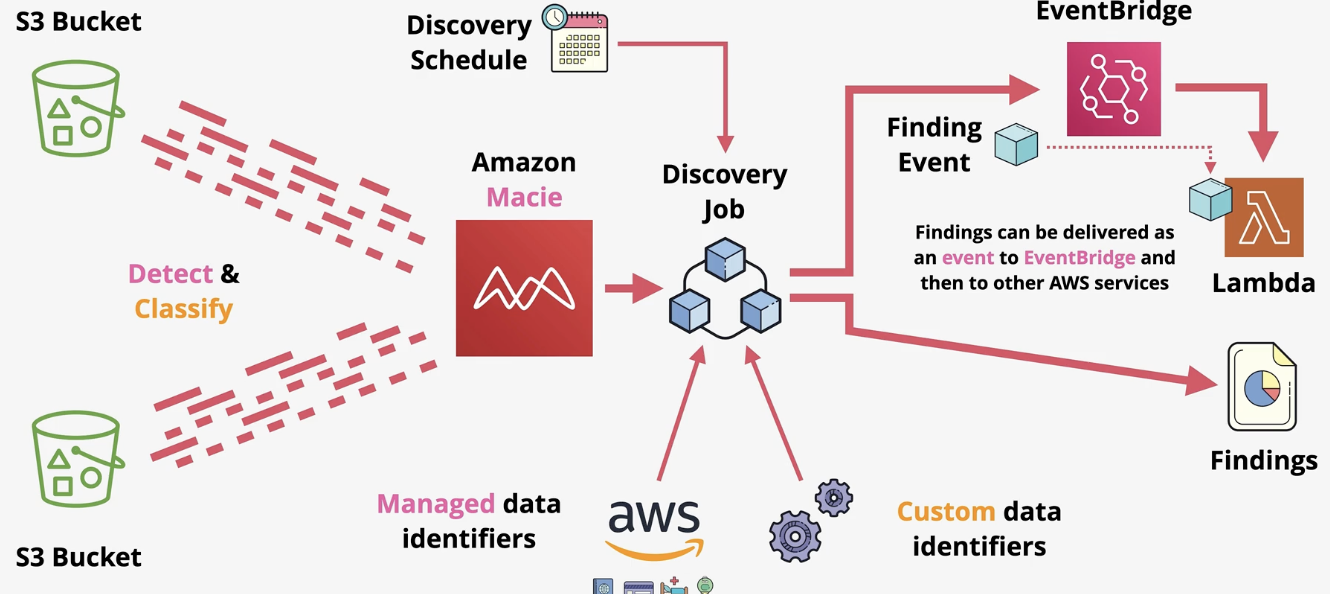 S3 Bucket
Discovery
Schedule
EventBridge
Finding
Event
Amazon
Macie
Discovery
Job
Findings can be delivered as
an event to EventBridge and
then to other AWS services
Lambda
Detect &
Classify
Findings
Managed data
identifiers
aws
Custom data
identifiers
S3 Bucket